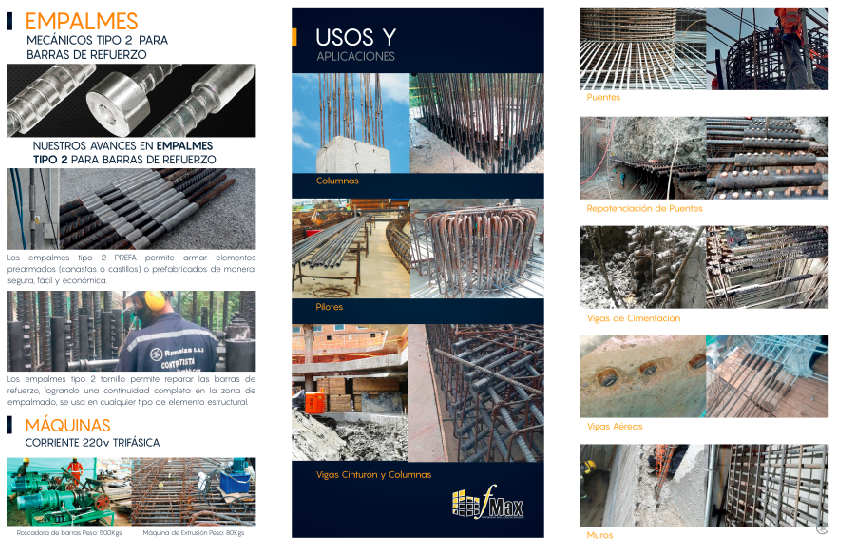 EMPALMES
MECÁNICOS TIPO 2 PARA
BARRAS DE REFUERZO
NUESTROS AVANCES EN EMPALMES
TIPO 2 PARA BARRAS DE REFUERZO
Los empalmes tipo 2 PREFA permite armar elementos
prearmados (canastas o castillos) o prefabricados de manera
segura, fácil y económica.
CONTRATISTA
Los empalmes tipo 2 tornillo permite reparar las barras de
refuerzo, logrando una continuidad completa en la zona de
empalmado, se usa en cualquier tipo de elemento estructural.
MÁQUINAS
CORRIENTE 220v TRIFÁSICA
Roscadora de barras Peso: 500Kgs
Máquina de Extrusión Peso: 80Kgs
USOS Y
APLICACIONES
Columnas
Pilotes
Vigas Cinturon y Columnas
fMax
Puentes
Repotenciación de Puentes
Vigas de Cimentación
Vigas Aéreas
Muros